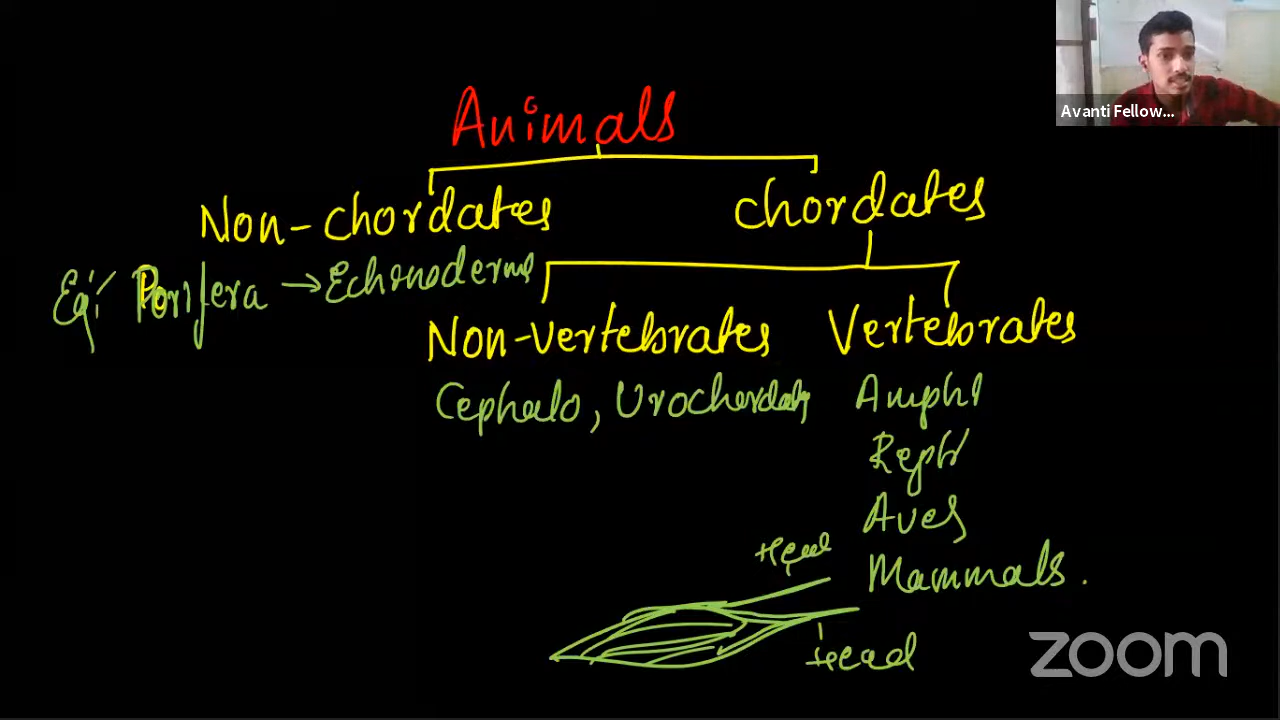 Avanti Fellow...
Animals
Non-Chordates Chordates
Eg:- Porifera → Echinoderms
Non-vertebrates Vertebrates
Cephalo, Urochordata Amphi
Repti
Aves
Mammals.
Head
zoom